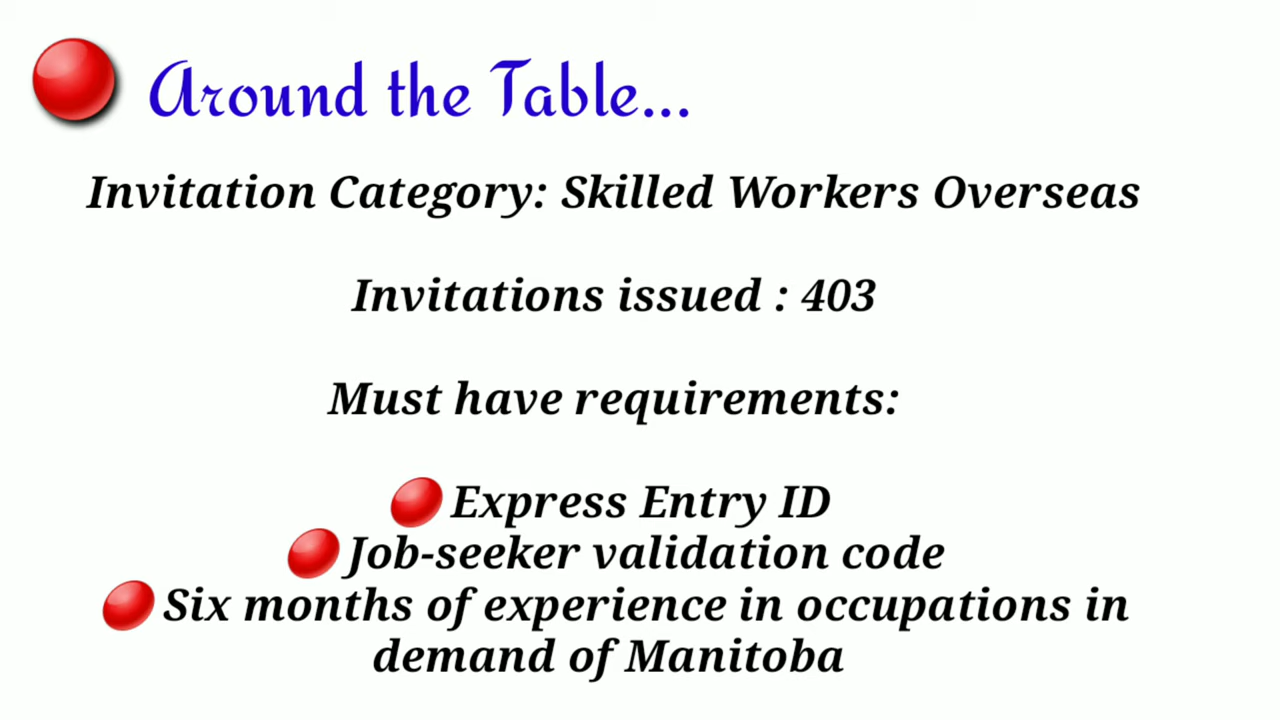 Around the Table...
Invitation Category: Skilled Workers Overseas
Invitations issued : 403
Must have requirements:
Express Entry ID
Job-seeker validation code
Six months of experience in occupations in
demand of Manitoba